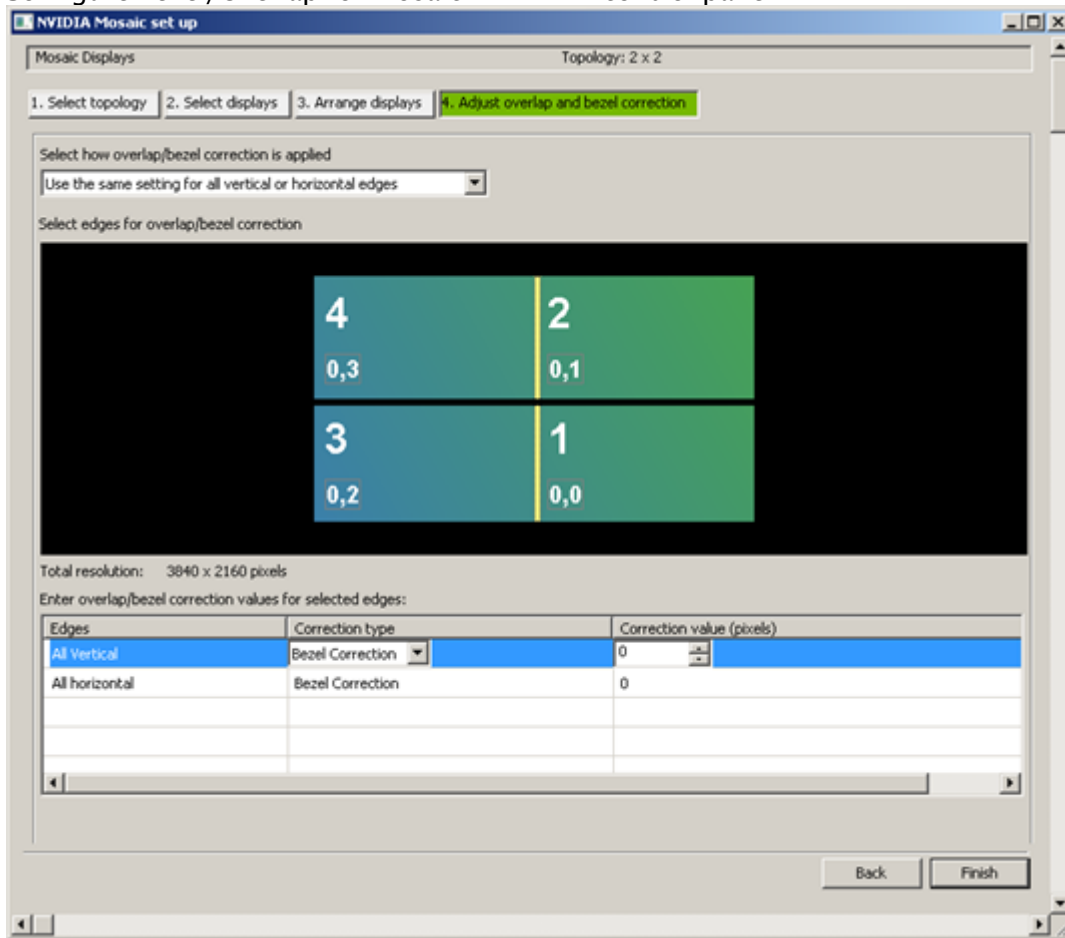 NVIDIA Mosaic set up
Mosaic Displays Topology: 2 x 2
1. Select topology 2. Select displays 3. Arrange displays 4. Adjust overlap and bezel correction
Select how overlap/bezel correction is applied
Use the same setting for all vertical or horizontal edges
Select edges for overlap/bezel correction
4 2
0,3 0,1
3 1
0,2 0,0
Total resolution: 3840 x 2160 pixels
Enter overlap/bezel correction values for selected edges:
Edges Correction type Correction value (pixels)
All Vertical Bezel Correction 0
All horizontal Bezel Correction 0
Back Finish